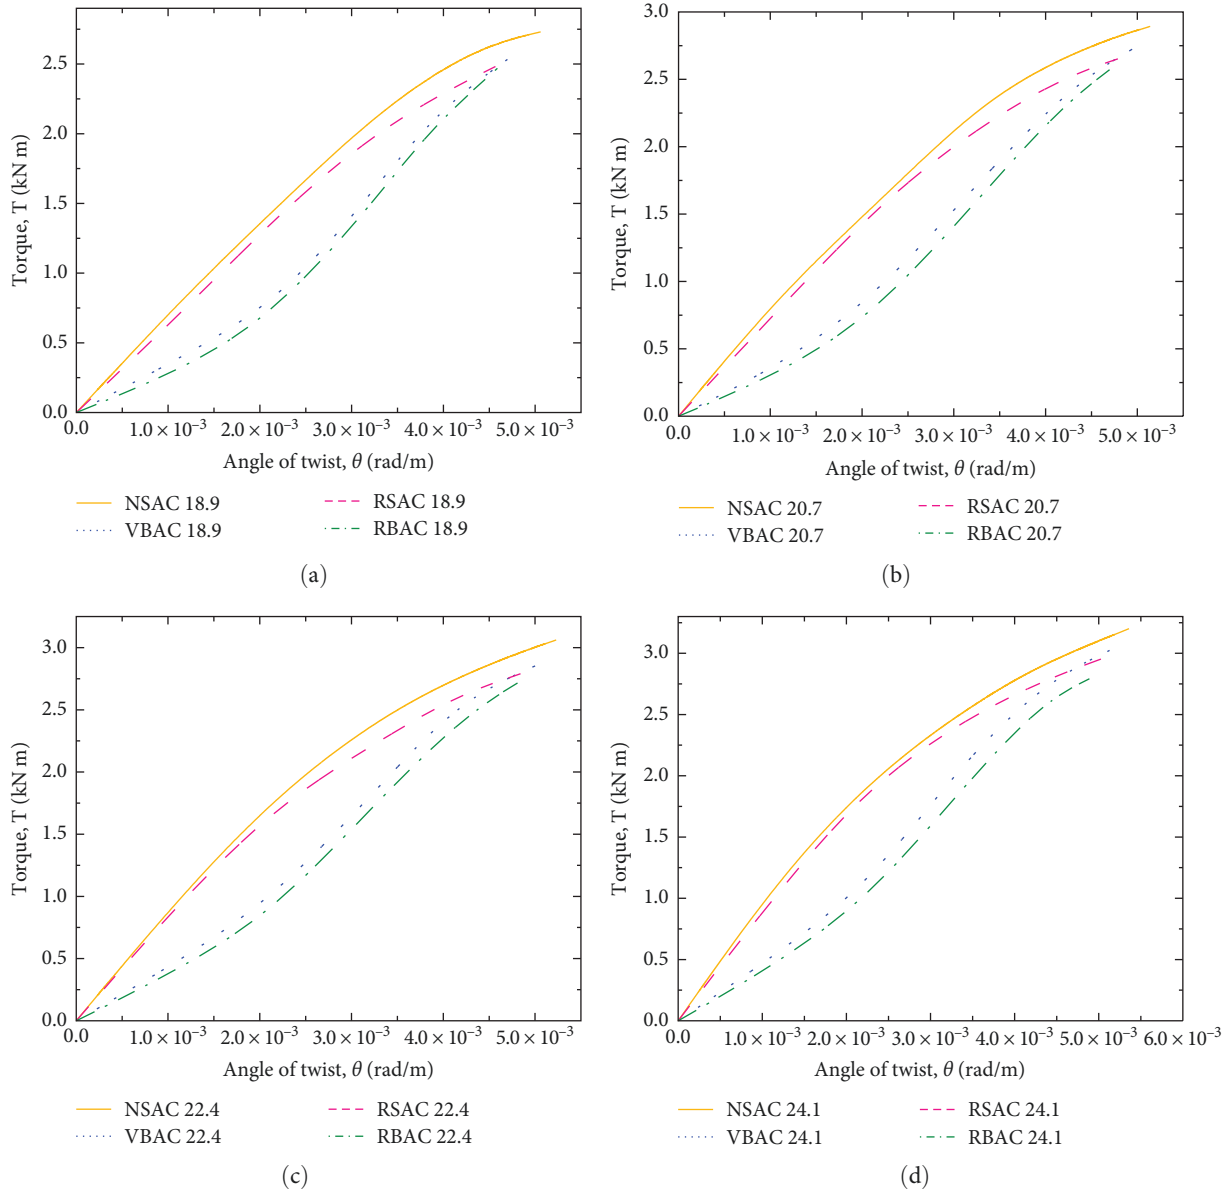 2.5
2.0
1.5
1.0
0.5
0.0
Torque, T (kN m)
0.0 1.0 × 10⁻³ 2.0 × 10⁻³ 3.0 × 10⁻³ 4.0 × 10⁻³ 5.0 × 10⁻³
Angle of twist, θ (rad/m)
NSAC 18.9 RSAC 18.9
VBAC 18.9 RBAC 18.9
(a)
3.0
2.5
2.0
1.5
1.0
0.5
0.0
Torque, T (kN m)
0.0 1.0 × 10⁻³ 2.0 × 10⁻³ 3.0 × 10⁻³ 4.0 × 10⁻³ 5.0 × 10⁻³
Angle of twist, θ (rad/m)
NSAC 20.7 RSAC 20.7
VBAC 20.7 RBAC 20.7
(b)
3.0
2.5
2.0
1.5
1.0
0.5
0.0
Torque, T (kN m)
0.0 1.0 × 10⁻³ 2.0 × 10⁻³ 3.0 × 10⁻³ 4.0 × 10⁻³ 5.0 × 10⁻³
Angle of twist, θ (rad/m)
NSAC 22.4 RSAC 22.4
VBAC 22.4 RBAC 22.4
(c)
3.0
2.5
2.0
1.5
1.0
0.5
0.0
Torque, T (kN m)
0.0 1.0 × 10⁻³ 2.0 × 10⁻³ 3.0 × 10⁻³ 4.0 × 10⁻³ 5.0 × 10⁻³ 6.0 × 10⁻³
Angle of twist, θ (rad/m)
NSAC 24.1 RSAC 24.1
VBAC 24.1 RBAC 24.1
(d)